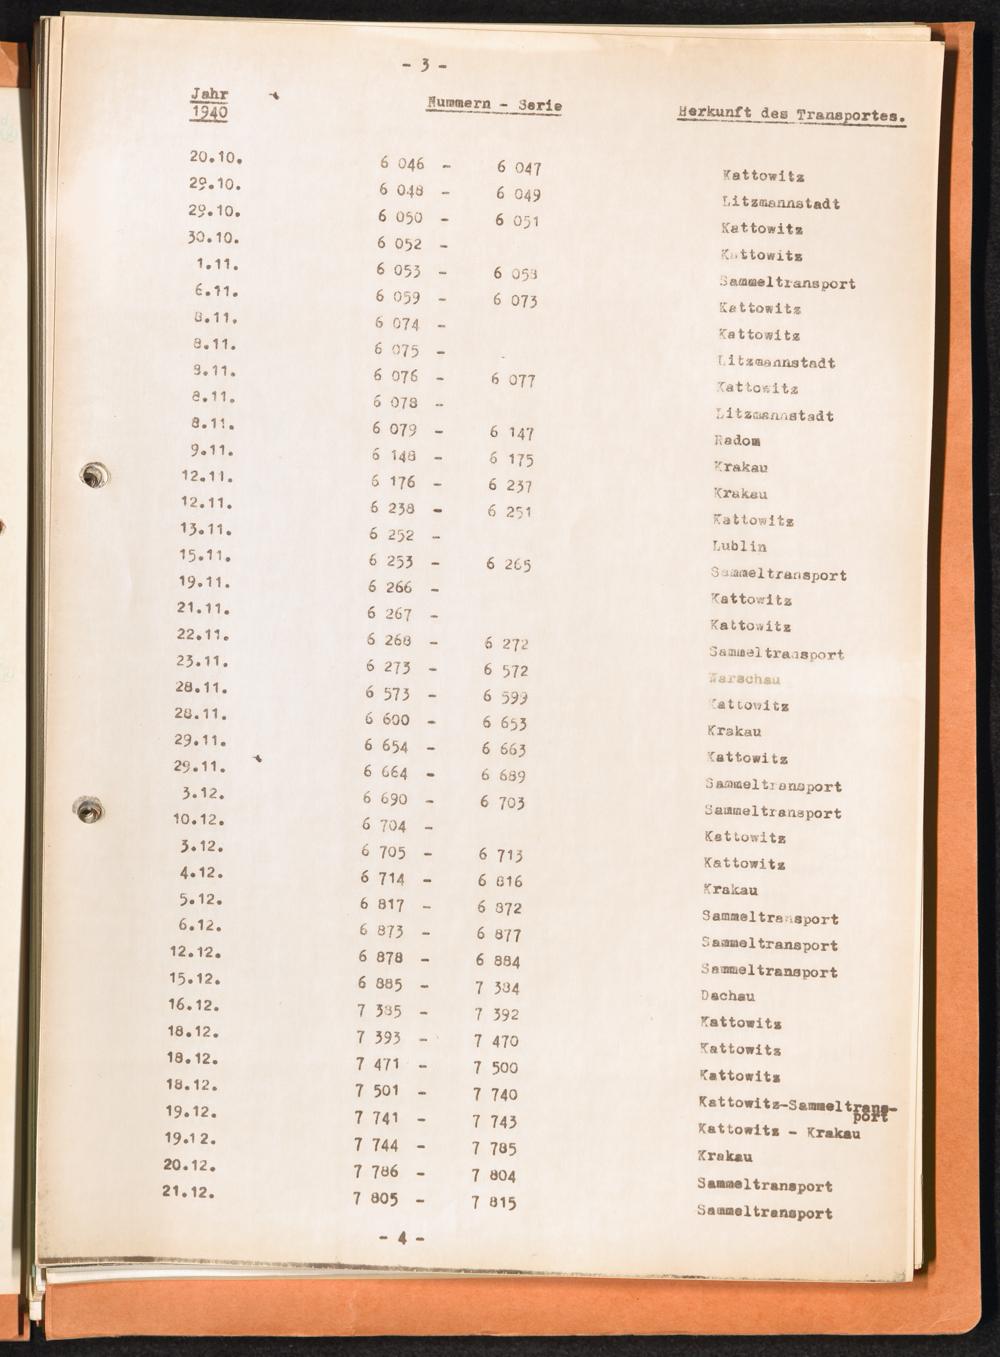 - 3 -
Jahr Nummern - Serie Herkunft des Transportes.
1940
20.10. 6 046 - 6 047 Kattowitz
29.10. 6 048 - 6 049 Litzmannstadt
29.10. 6 050 - 6 051 Kattowitz
30.10. 6 052 - Kattowitz
1.11. 6 053 - 6 058 Sammeltransport
6.11. 6 059 - 6 073 Kattowitz
8.11. 6 074 - Kattowitz
8.11. 6 075 - Litzmannstadt
8.11. 6 076 - 6 077 Kattowitz
8.11. 6 078 - Litzmannstadt
8.11. 6 079 - 6 147 Radom
9.11. 6 148 - 6 175 Krakau
12.11. 6 176 - 6 237 Krakau
12.11. 6 238 - 6 251 Kattowitz
13.11. 6 252 - Lublin
15.11. 6 253 - 6 265 Sammeltransport
19.11. 6 266 - Kattowitz
21.11. 6 267 - Kattowitz
22.11. 6 268 - 6 272 Sammeltransport
23.11. 6 273 - 6 572 Warschau
28.11. 6 573 - 6 599 Kattowitz
28.11. 6 600 - 6 653 Krakau
29.11. 6 654 - 6 663 Kattowitz
29.11. 6 664 - 6 689 Sammeltransport
3.12. 6 690 - 6 703 Sammeltransport
10.12. 6 704 - Kattowitz
3.12. 6 705 - 6 713 Kattowitz
4.12. 6 714 - 6 816 Krakau
5.12. 6 817 - 6 872 Sammeltransport
6.12. 6 873 - 6 877 Sammeltransport
12.12. 6 878 - 6 884 Sammeltransport
15.12. 6 885 - 7 384 Dachau
16.12. 7 385 - 7 392 Kattowitz
18.12. 7 393 - 7 470 Kattowitz
18.12. 7 471 - 7 500 Kattowitz
18.12. 7 501 - 7 740 Kattowitz-Sammeltrans-
port
19.12. 7 741 - 7 743 Kattowitz - Krakau
19.12. 7 744 - 7 785 Krakau
20.12. 7 786 - 7 804 Sammeltransport
21.12. 7 805 - 7 815 Sammeltransport
- 4 -